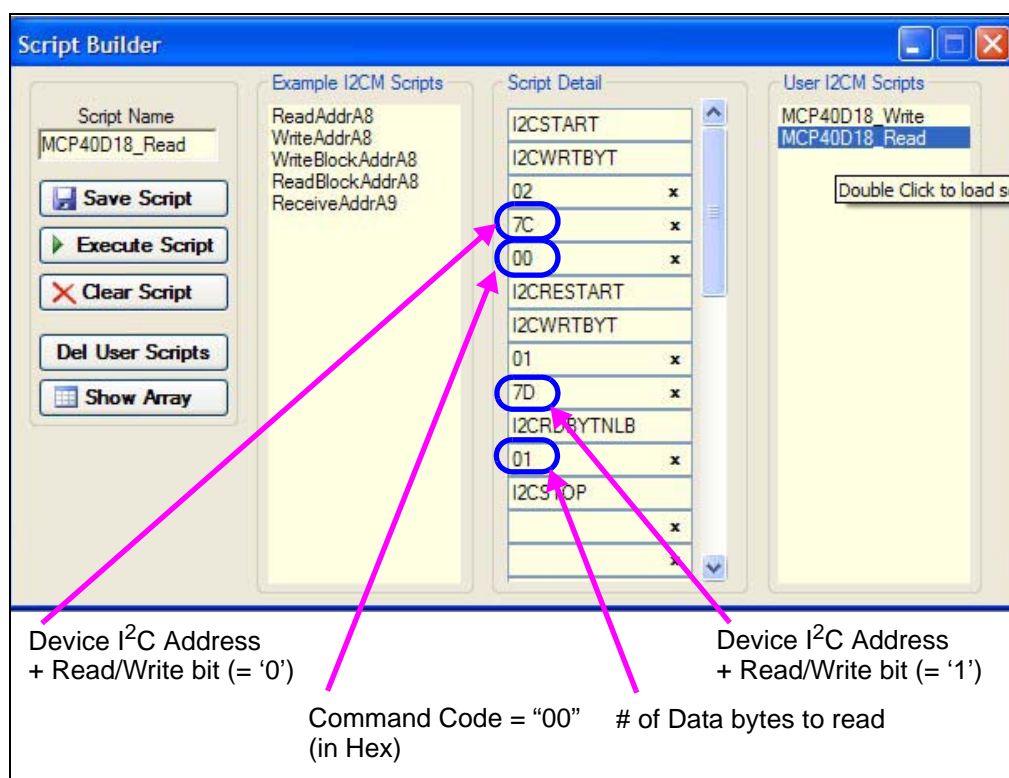 Script Builder
Script Name
MCP40D18_Read
Save Script
Execute Script
Clear Script
Del User Scripts
Show Array
Example I2CM Scripts
ReadAddrA8
WriteAddrA8
WriteBlockAddrA8
ReadBlockAddrA8
ReceiveAddrA9
Script Detail
I2CSTART
I2CWRTBYT
02 x
7C x
00 x
I2CRESTART
I2CWRTBYT
01 x
7D x
I2CRDBYTNLB
01 x
I2CSTOP
x
x
User I2CM Scripts
MCP40D18_Write
MCP40D18_Read
Double Click to load s
Device I2C Address
+ Read/Write bit (= ‘0’)
Command Code = “00”
(in Hex)
# of Data bytes to read
Device I2C Address
+ Read/Write bit (= ‘1’)